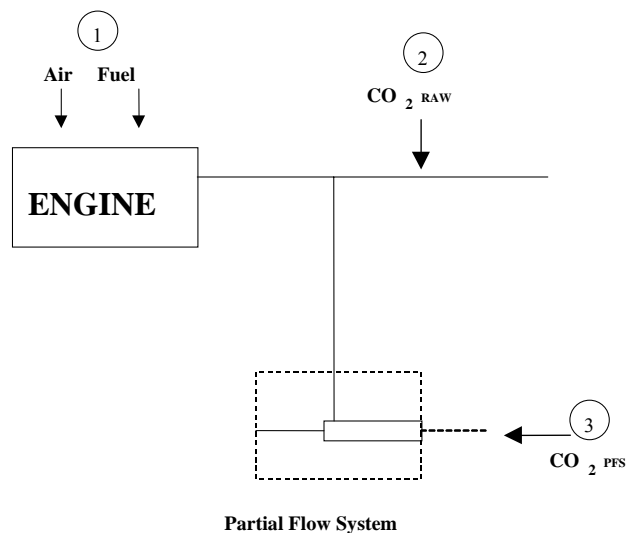 1
Air Fuel
2
CO 2 RAW
ENGINE
3
CO 2 PFS
Partial Flow System